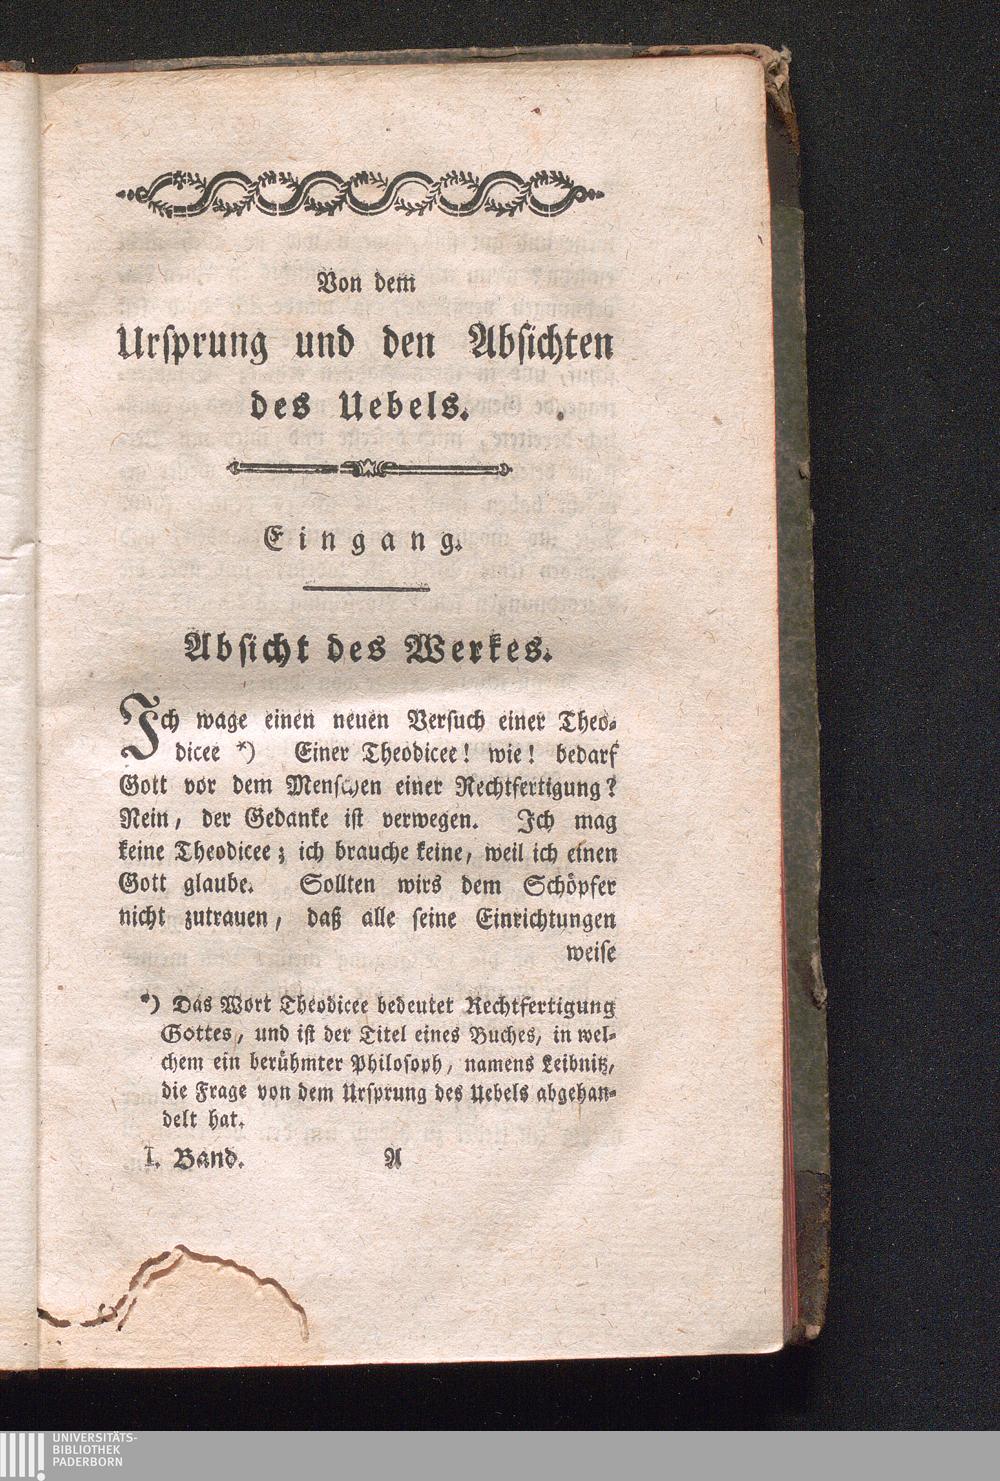 Von dem
Ursprung und den Absichten
des Uebels.
Eingang.
Absicht des Werkes.
Ich wage einen neuen Versuch einer Theo-
dicee *) Einer Theodicee! wie! bedarf
Gott vor dem Menschen einer Rechtfertigung?
Nein, der Gedanke ist verwegen. Ich mag
keine Theodicee; ich brauche keine, weil ich einen
Gott glaube. Sollten wirs dem Schöpfer
nicht zutrauen, daß alle seine Einrichtungen
weise
*) Das Wort Theodicee bedeutet Rechtfertigung
Gottes, und ist der Titel eines Buches, in wel-
chem ein berühmter Philosoph, namens Leibnitz,
die Frage von dem Ursprung des Uebels abgehan-
delt hat.
I. Band. A
UNIVERSITÄTS-
BIBLIOTHEK
PADERBORN